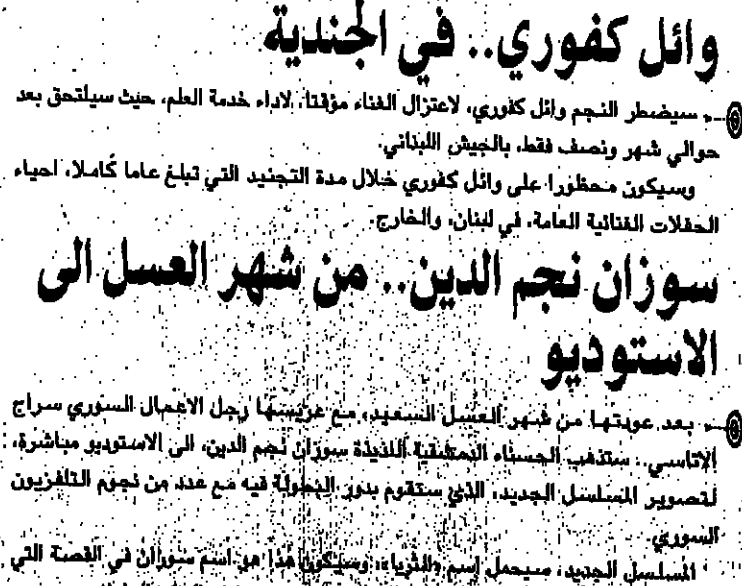 وائل كفوري.. في الجندية
سيضطر النجم وائل كفوري، لاعتزال الغناء مؤقتا، لاداء خدمة العلم، حيث سيلتحق بعد
حوالي شهر ونصف فقط، بالجيش اللبناني.
وسيكون محظورا على وائل كفوري خلال مدة التجنيد التي تبلغ عاما كاملا، احياء
الحفلات الغنائية العامة، في لبنان، والخارج.
سوزان نجم الدين.. من شهر العسل الى
الاستوديو
بعد عودتها من شهر العسل السعيد، مع عريسها رجل الاعمال السوري سراج
الاتاسي.. ستذهب الحسناء الدمشقية اللذيذة سوزان نجم الدين، الى الاستوديو مباشرة،
لتصوير المسلسل الجديد، الذي ستقوم بدور البطولة فيه مع عدد من نجوم التلفزيون
السوري.
المسلسل الجديد، سيحمل إسم «الثريا»، وسيكون هذا هو اسم سوزان في القصة التي